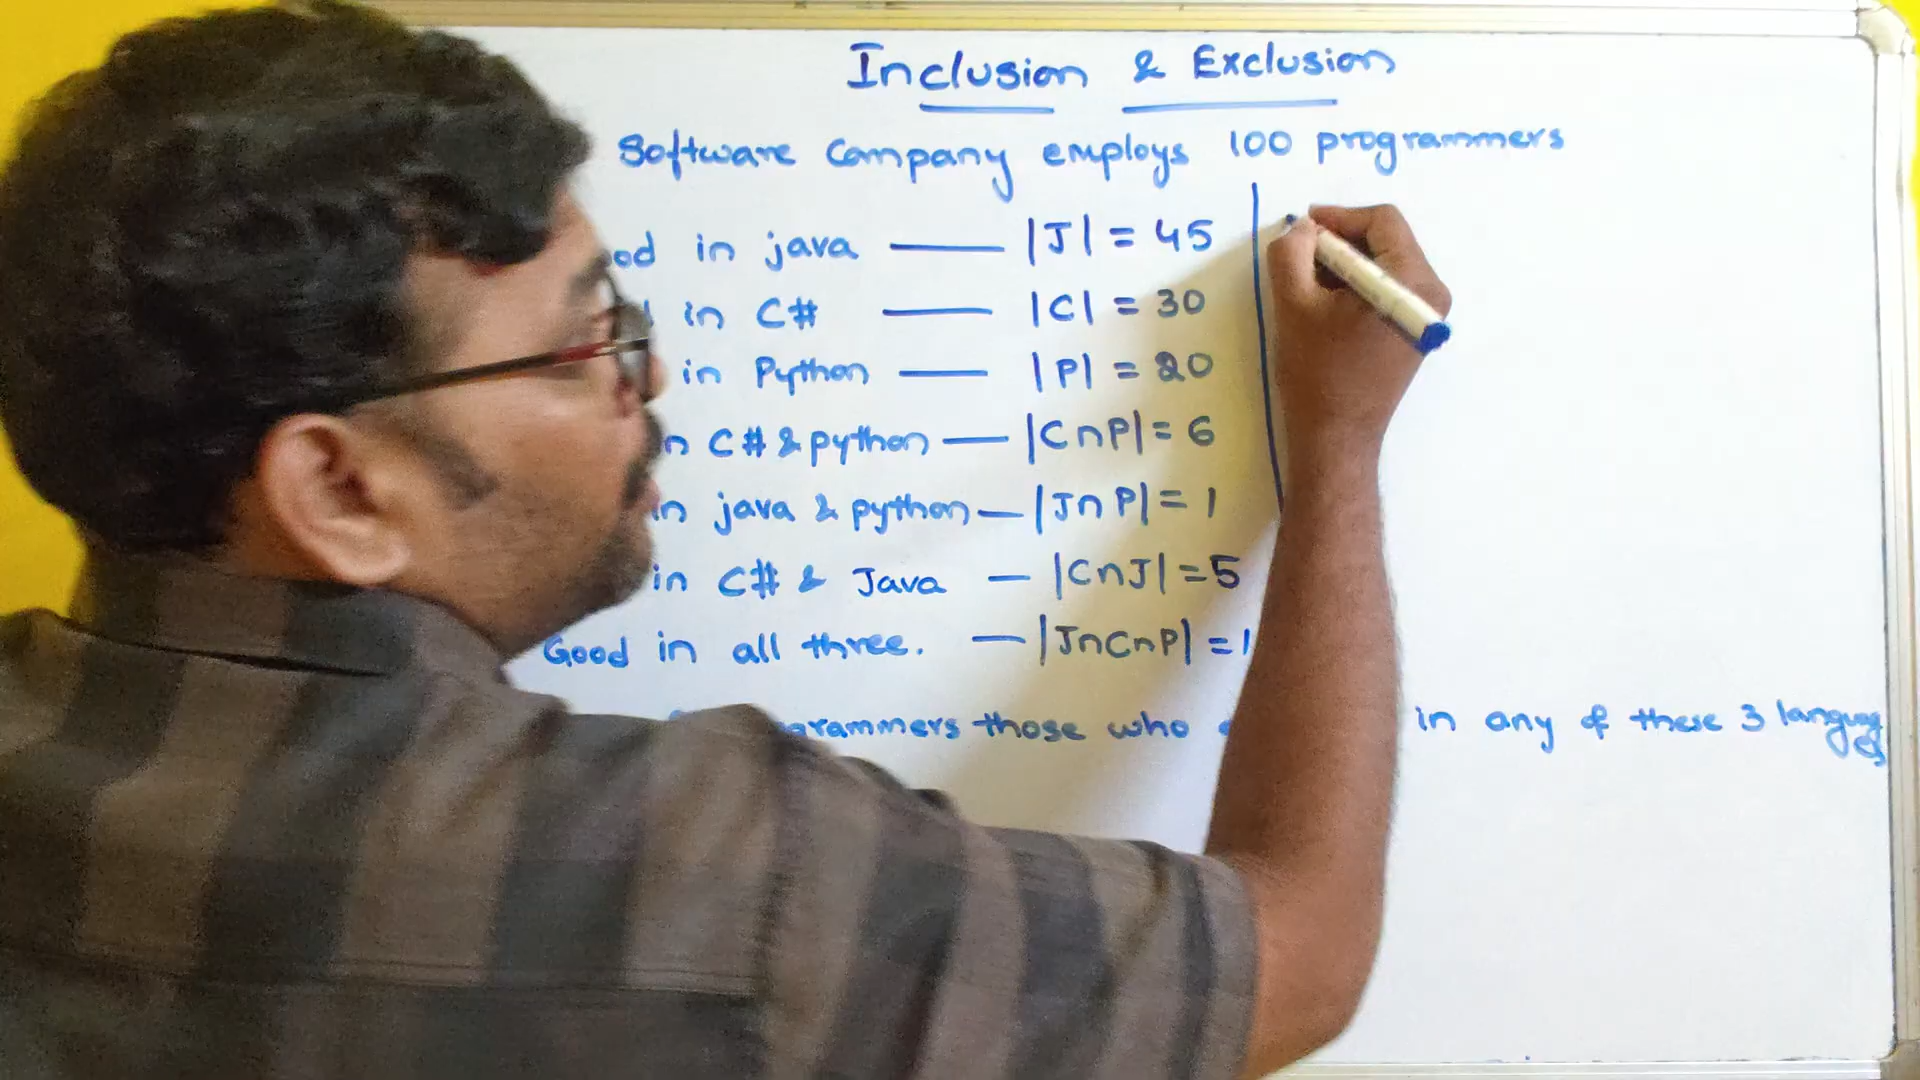 Inclusion & Exclusion
Software Company employs 100 programmers
in java — |J| = 45
in C# — |C| = 30
in Python — |P| = 20
C# & python — |C∩P| = 6
in java & python — |J∩P| = 1
in C# & Java — |C∩J| = 5
Good in all three. — |J∩C∩P| = 1
those who in any of these 3 languages